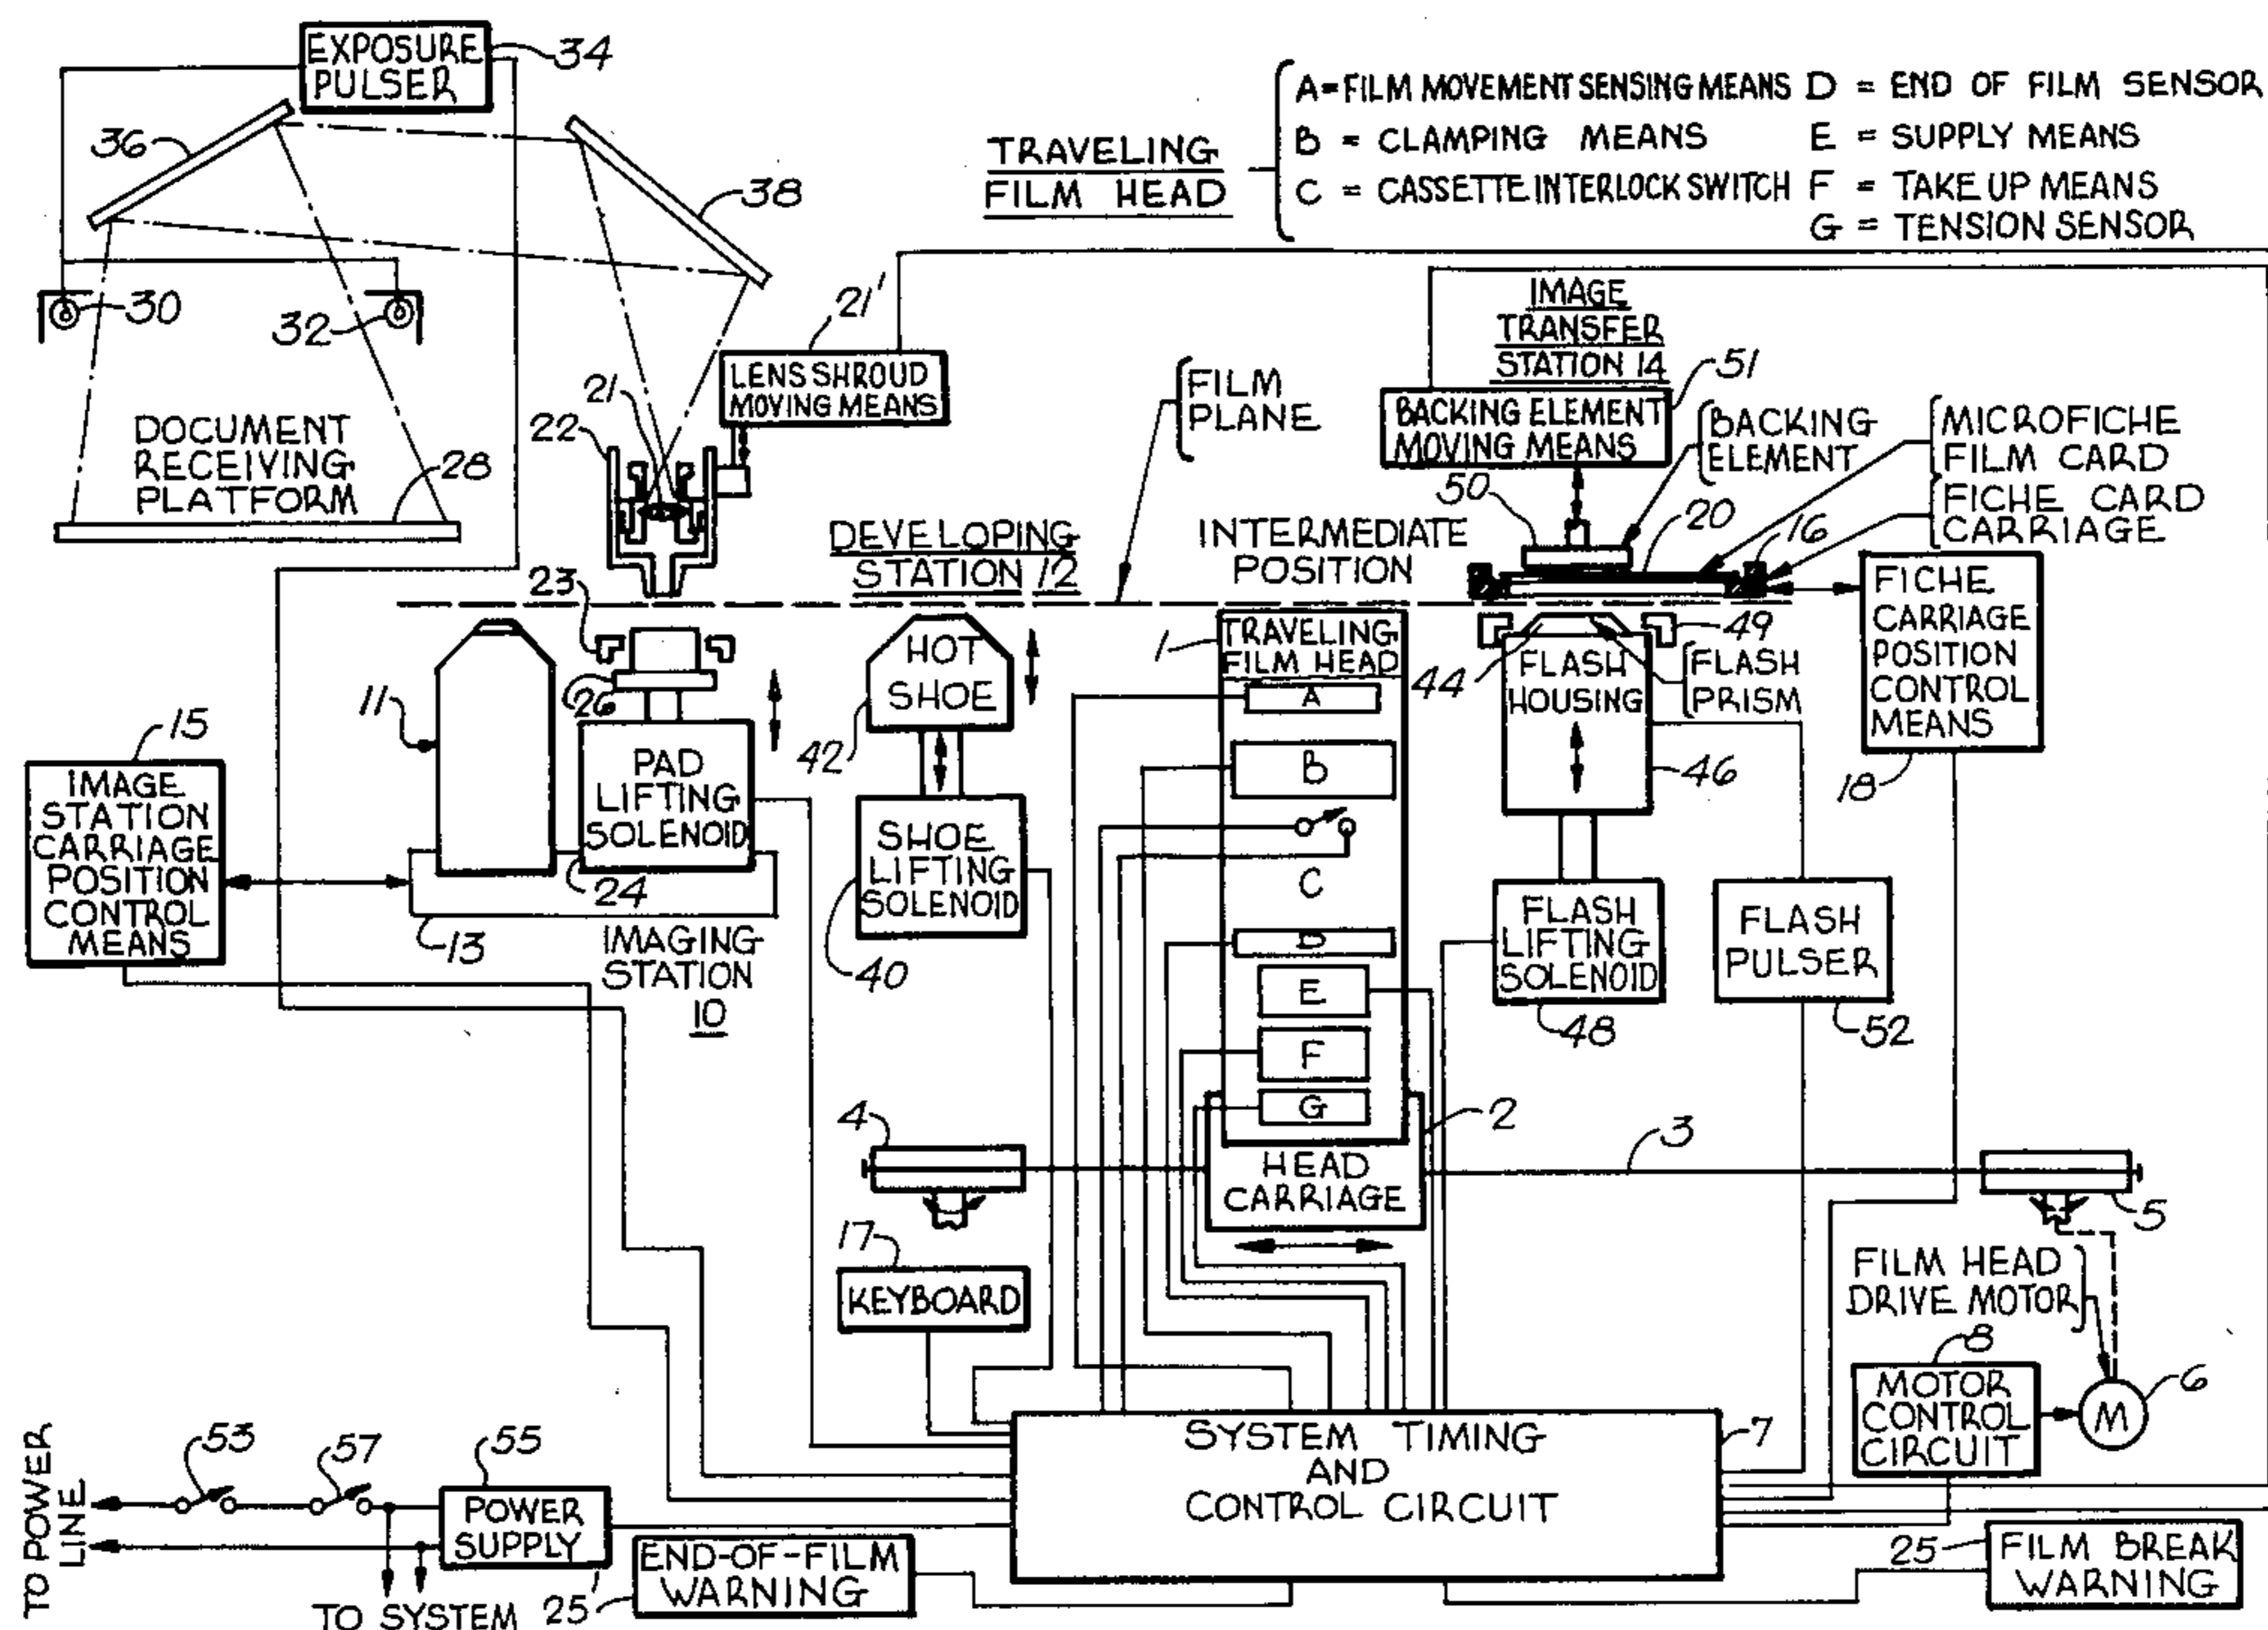 EXPOSURE
PULSER
34
36
38
TRAVELING
FILM HEAD
A=FILM MOVEMENT SENSING MEANS
B = CLAMPING MEANS
C = CASSETTE INTERLOCK SWITCH
D = END OF FILM SENSOR
E = SUPPLY MEANS
F = TAKE UP MEANS
G = TENSION SENSOR
30
32
21'
LENS SHROUD
MOVING MEANS
21
22
DOCUMENT
RECEIVING
PLATFORM
28
FILM
PLANE
IMAGE
TRANSFER
STATION 14
51
BACKING ELEMENT
MOVING MEANS
BACKING
ELEMENT
MICROFICHE
FILM CARD
FICHE CARD
CARRIAGE
50
20
16
DEVELOPING
STATION 12
INTERMEDIATE
POSITION
23
26
11
15
IMAGE
STATION
CARRIAGE
POSITION
CONTROL
MEANS
PAD
LIFTING
SOLENOID
24
13
IMAGING
STATION
10
HOT
SHOE
42
SHOE
LIFTING
SOLENOID
40
1
TRAVELING
FILM HEAD
A
B
C
D
E
F
G
2
HEAD
CARRIAGE
3
4
5
44
FLASH
HOUSING
49
FLASH
PRISM
46
FLASH
LIFTING
SOLENOID
48
FLASH
PULSER
52
FICHE
CARRIAGE
POSITION
CONTROL
MEANS
18
17
KEYBOARD
FILM HEAD
DRIVE MOTOR
8
MOTOR
CONTROL
CIRCUIT
M
6
SYSTEM TIMING
AND
CONTROL CIRCUIT
7
TO POWER
LINE
53
57
55
POWER
SUPPLY
TO SYSTEM
25
END-OF-FILM
WARNING
25
FILM BREAK
WARNING